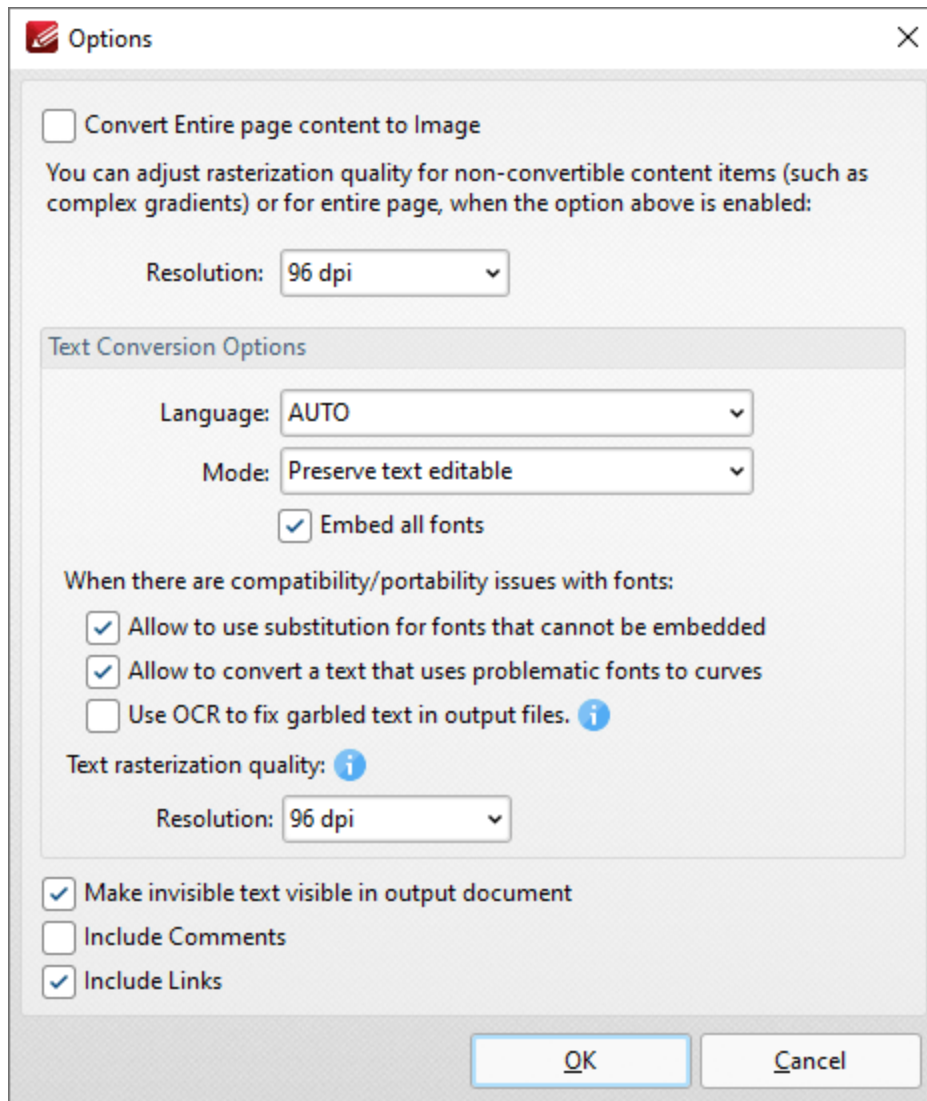 Options
Convert Entire page content to Image
You can adjust rasterization quality for non-convertible content items (such as
complex gradients) or for entire page, when the option above is enabled:
Resolution: 96 dpi
Text Conversion Options
Language: AUTO
Mode: Preserve text editable
Embed all fonts
When there are compatibility/portability issues with fonts:
Allow to use substitution for fonts that cannot be embedded
Allow to convert a text that uses problematic fonts to curves
Use OCR to fix garbled text in output files.
Text rasterization quality:
Resolution: 96 dpi
Make invisible text visible in output document
Include Comments
Include Links
OK Cancel